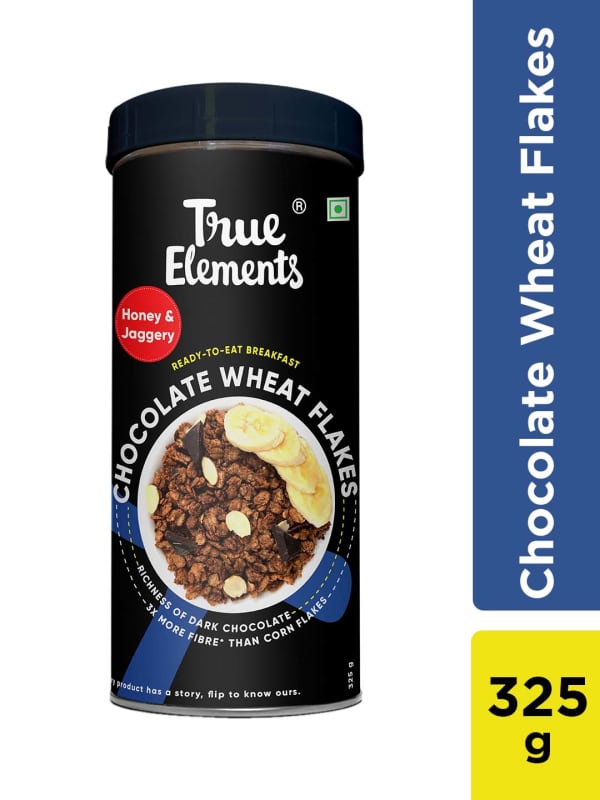 True ®
Elements
Honey &
Jaggery
READY-TO-EAT BREAKFAST
CHOCOLATE WHEAT FLAKES
RICHNESS OF DARK CHOCOLATE
3X MORE FIBRE* THAN CORN FLAKES
product has a story, flip to know ours.
325 g
Chocolate Wheat Flakes
325
g